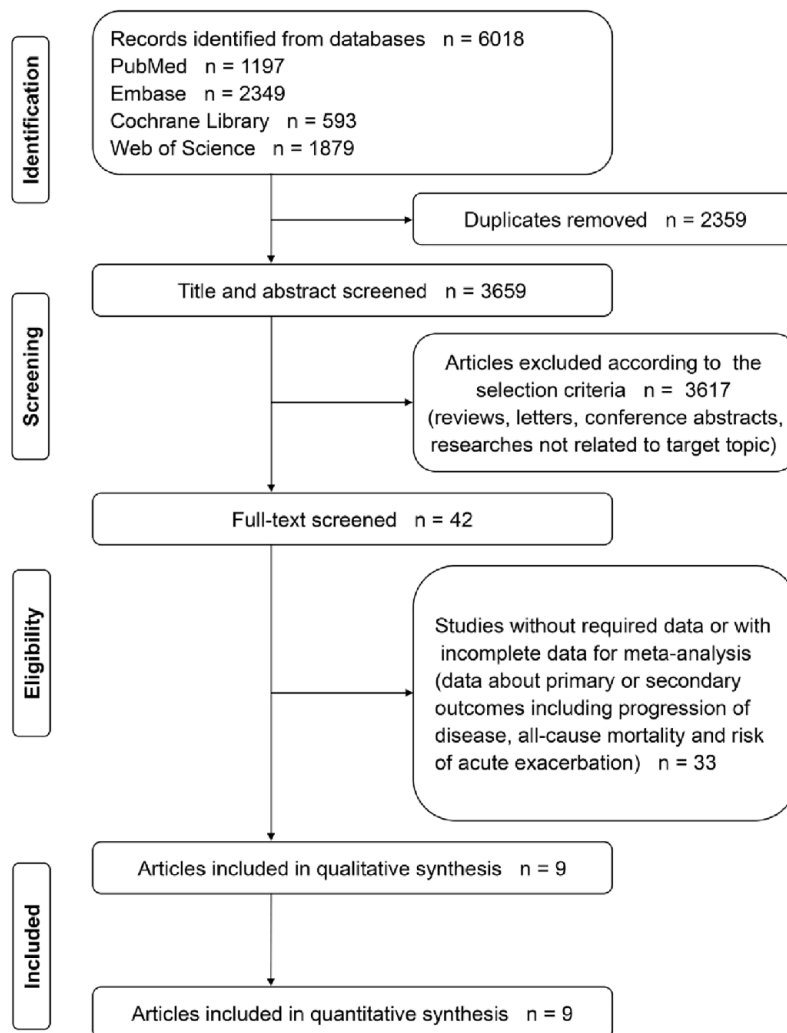 Identification
Records identified from databases n = 6018
PubMed n = 1197
Embase n = 2349
Cochrane Library n = 593
Web of Science n = 1879
Duplicates removed n = 2359
Screening
Title and abstract screened n = 3659
Articles excluded according to the
selection criteria n = 3617
(reviews, letters, conference abstracts,
researches not related to target topic)
Full-text screened n = 42
Eligibility
Studies without required data or with
incomplete data for meta-analysis
(data about primary or secondary
outcomes including progression of
disease, all-cause mortality and risk
of acute exacerbation) n = 33
Included
Articles included in qualitative synthesis n = 9
Articles included in quantitative synthesis n = 9